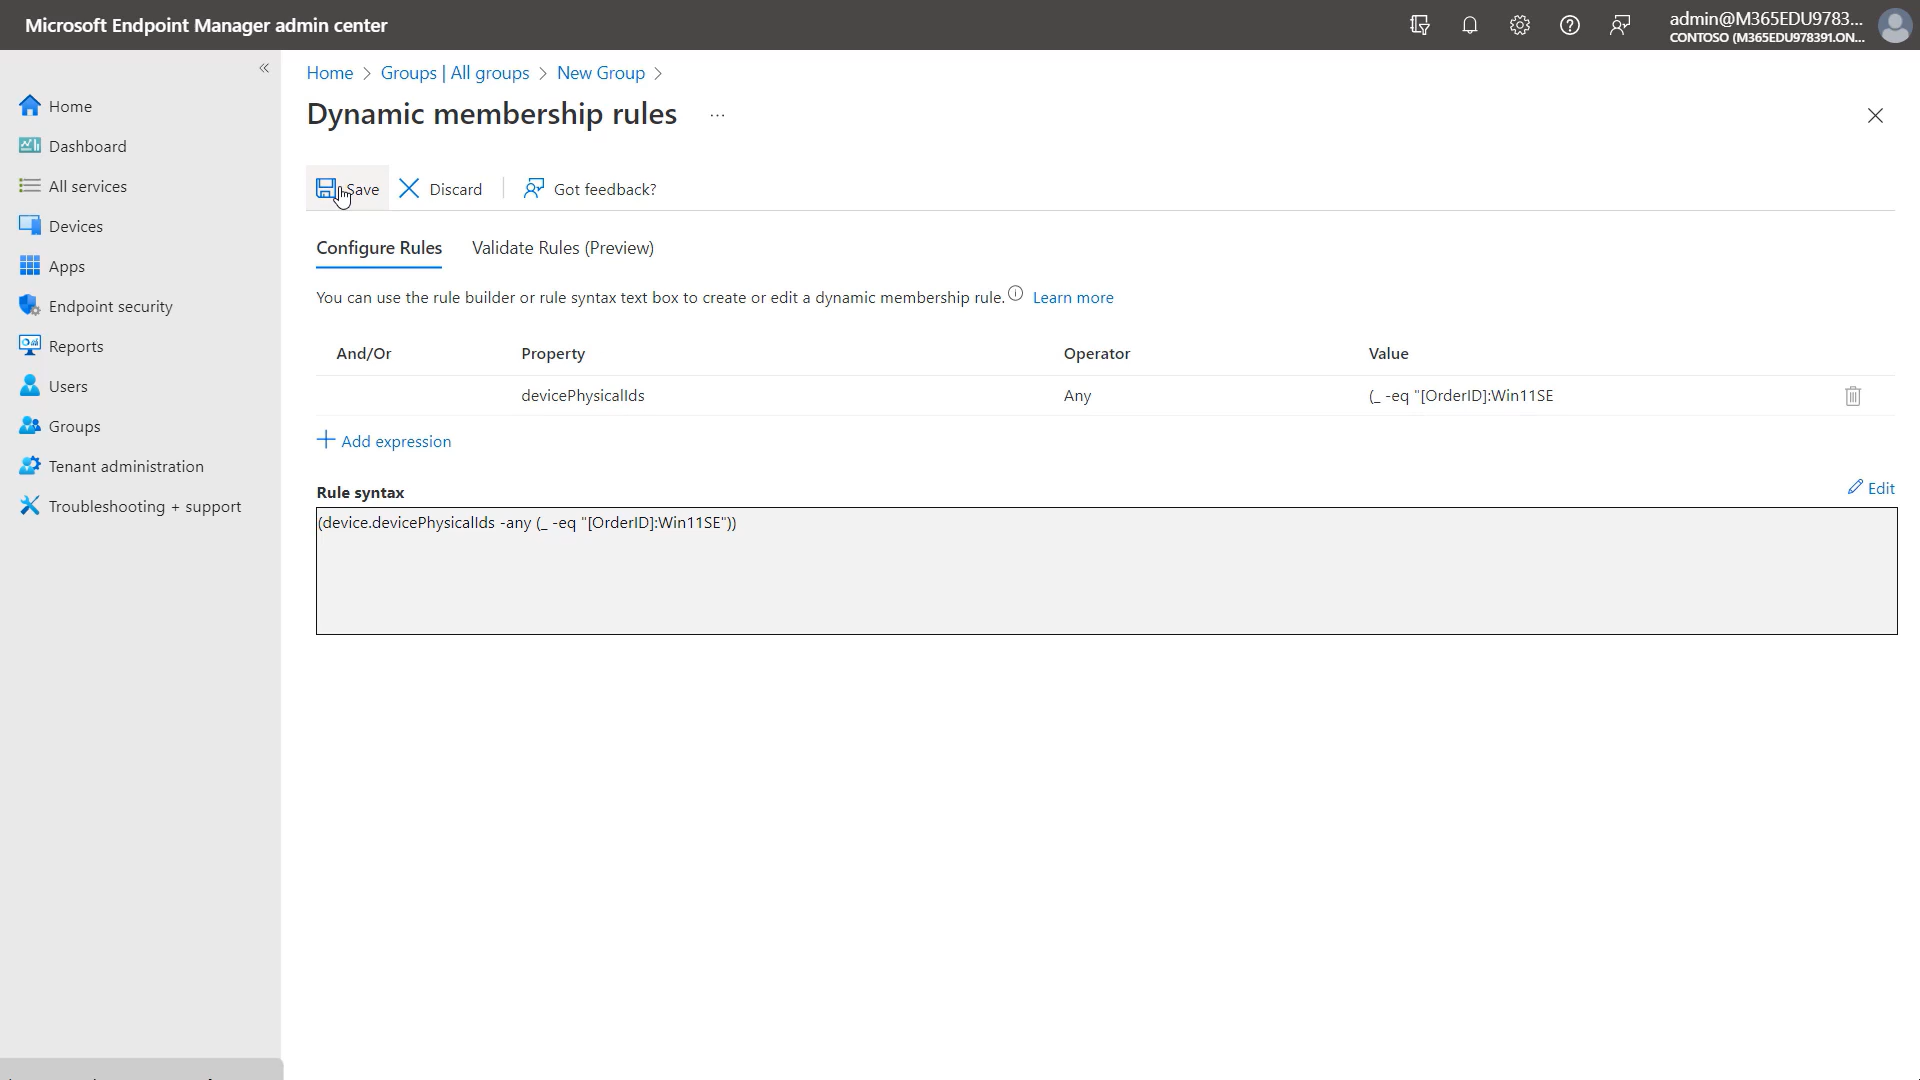 Microsoft Endpoint Manager admin center
admin@M365EDU9783...
CONTOSO (M365EDU978391.ON...
Home > Groups | All groups > New Group >
Dynamic membership rules ...
Home
Dashboard
All services
Devices
Apps
Endpoint security
Reports
Users
Groups
Tenant administration
Troubleshooting + support
Save Discard Got feedback?
Configure Rules Validate Rules (Preview)
You can use the rule builder or rule syntax text box to create or edit a dynamic membership rule. Learn more
And/Or Property Operator Value
devicePhysicalIds Any (_ -eq "[OrderID]:Win11SE
+ Add expression
Rule syntax
Edit
(device.devicePhysicalIds -any (_ -eq "[OrderID]:Win11SE"))